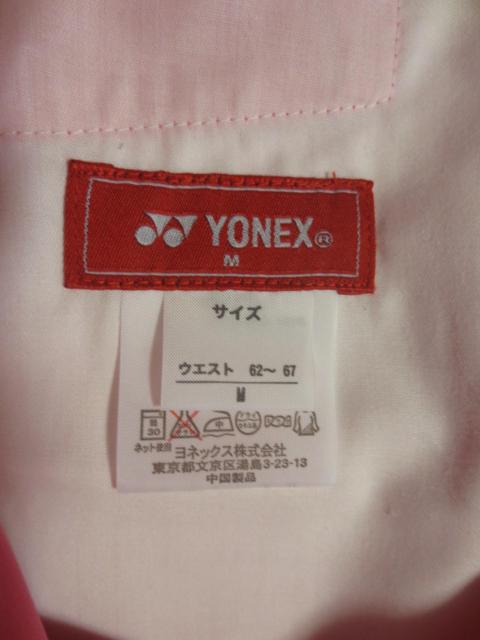 YONEX®
M
サイズ
ウエスト 62〜 67
M
30
中
ネット使用
ヨネックス株式会社
東京都文京区湯島3-23-13
中国製品